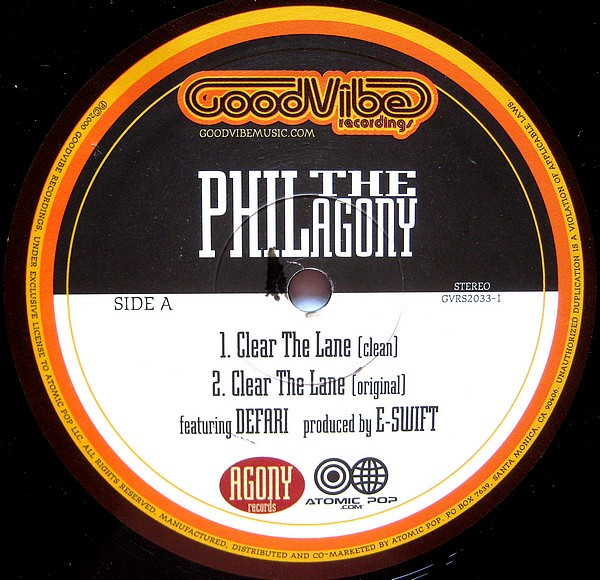 GoodVibe
recordings
GOODVIBEMUSIC.COM
PHIL THE AGONY
STEREO
GVRS2033-1
SIDE A
1. Clear The Lane (clean)
2. Clear The Lane (original)
featuring DEFARI produced by E-SWIFT
AGONY
records
ATOMIC POP
.COM
℗©2000 GOODVIBE RECORDINGS. UNDER EXCLUSIVE LICENSE TO ATOMIC POP LLC. ALL RIGHTS RESERVED. MANUFACTURED, DISTRIBUTED AND CO-MARKETED BY ATOMIC POP, PO BOX 7639, SANTA MONICA, CA 90406. UNAUTHORIZED DUPLICATION IS A VIOLATION OF APPLICABLE LAWS.